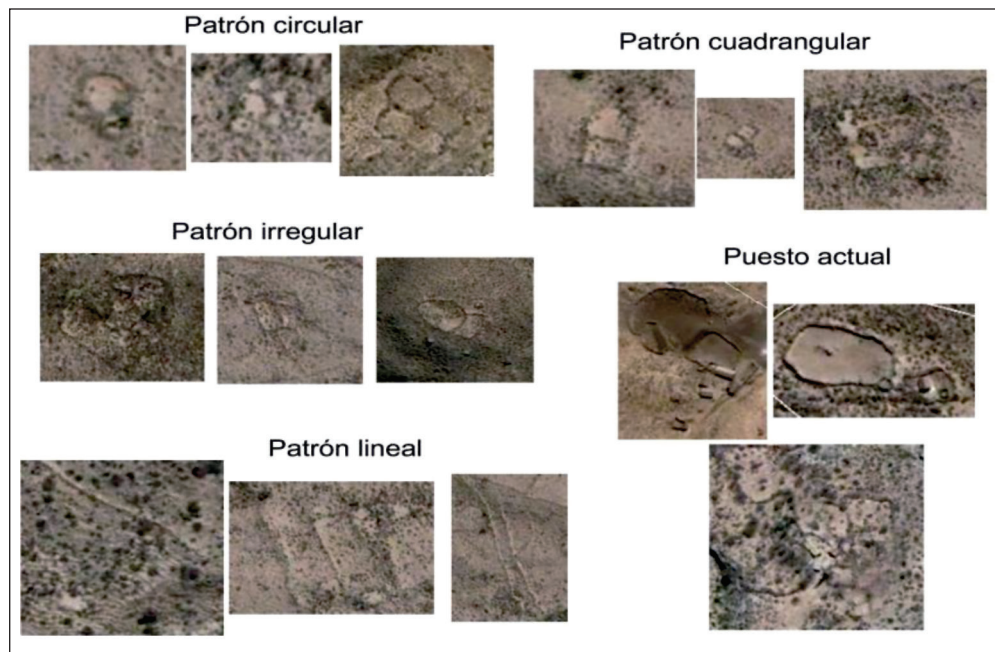 Patrón circular
Patrón cuadrangular
Patrón irregular
Puesto actual
Patrón lineal